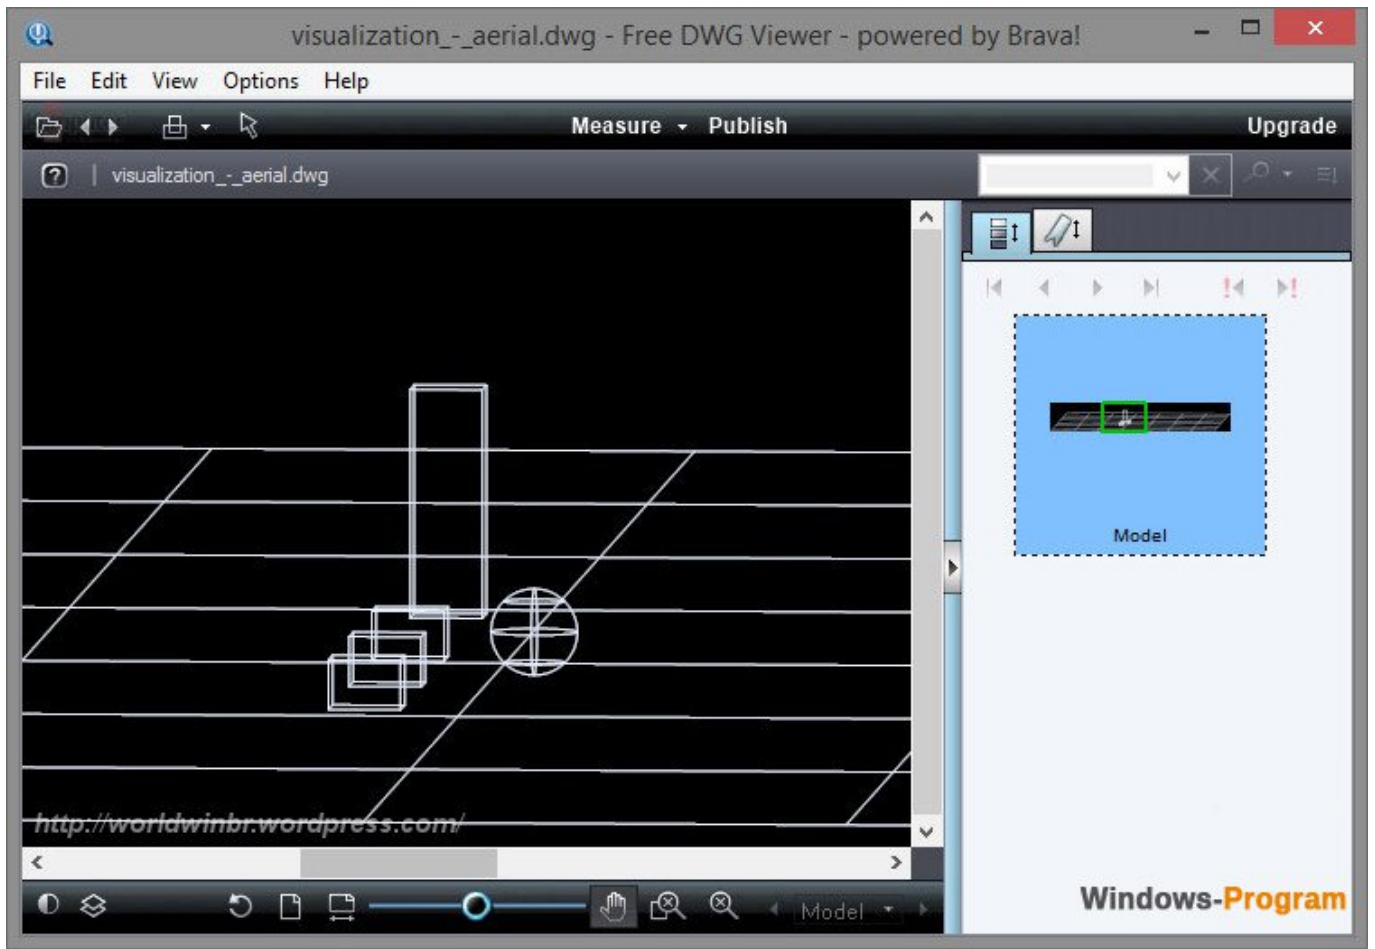 visualization_-_aerial.dwg - Free DWG Viewer - powered by Brava!
File Edit View Options Help
Measure Publish Upgrade
visualization_-_aerial.dwg
Model
http://worldwinbr.wordpress.com/
Model
Windows-Program